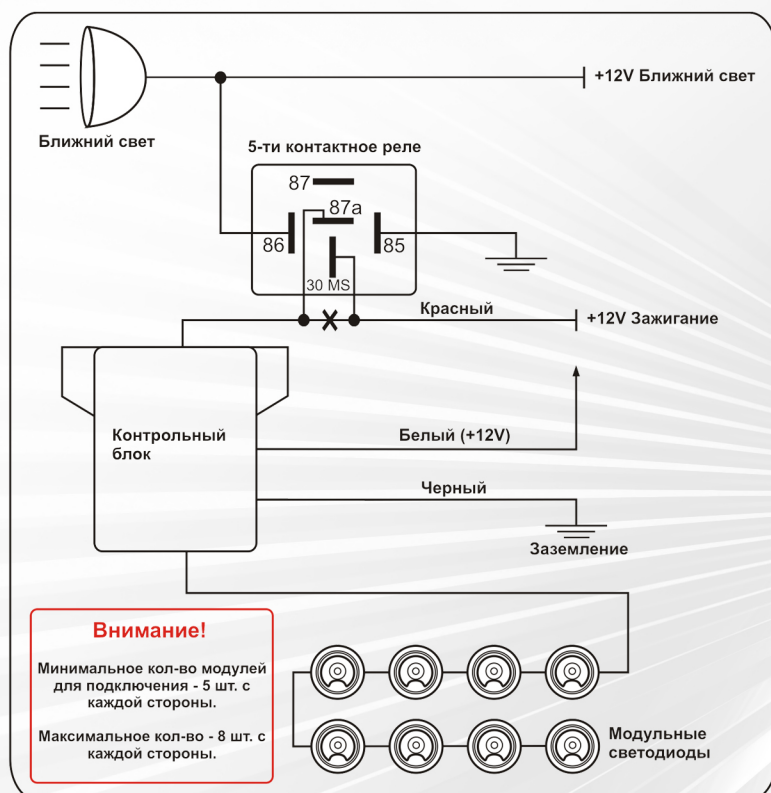 +12V Ближний свет
Ближний свет
5-ти контактное реле
87
87a
86
85
30 MS
Красный
+12V Зажигание
Контрольный
блок
Белый (+12V)
Черный
Заземление
Внимание!
Минимальное кол-во модулей
для подключения - 5 шт. с
каждой стороны.
Максимальное кол-во - 8 шт. с
каждой стороны.
Модульные
светодиоды